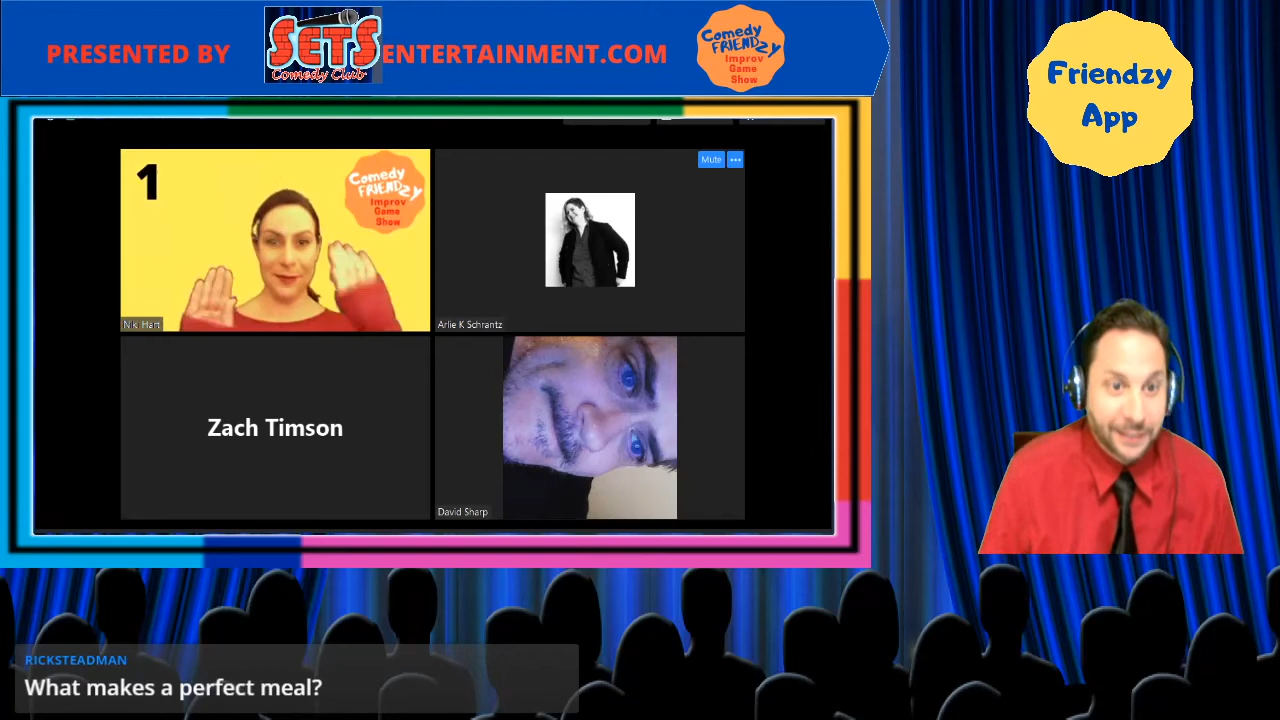 PRESENTED BY
SETS
Comedy Club
ENTERTAINMENT.COM
Comedy
FRIENDZY
Improv
Game
Show
Friendzy
App
1
Comedy
FRIENDZY
Improv
Game
Show
Niki Hart
Mute
Arlie K Schrantz
Zach Timson
David Sharp
RICKSTEADMAN
What makes a perfect meal?